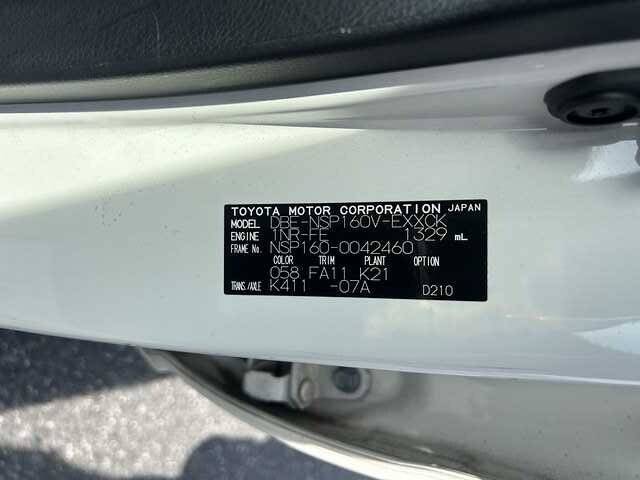 TOYOTA MOTOR CORPORATION JAPAN
MODEL DBE-NSP160V-EXXCK
ENGINE 1NR-FE 1329 mL
FRAME No. NSP160-0042460
COLOR TRIM PLANT OPTION
058 FA11 K21
TRANS./AXLE K411 -07A D210